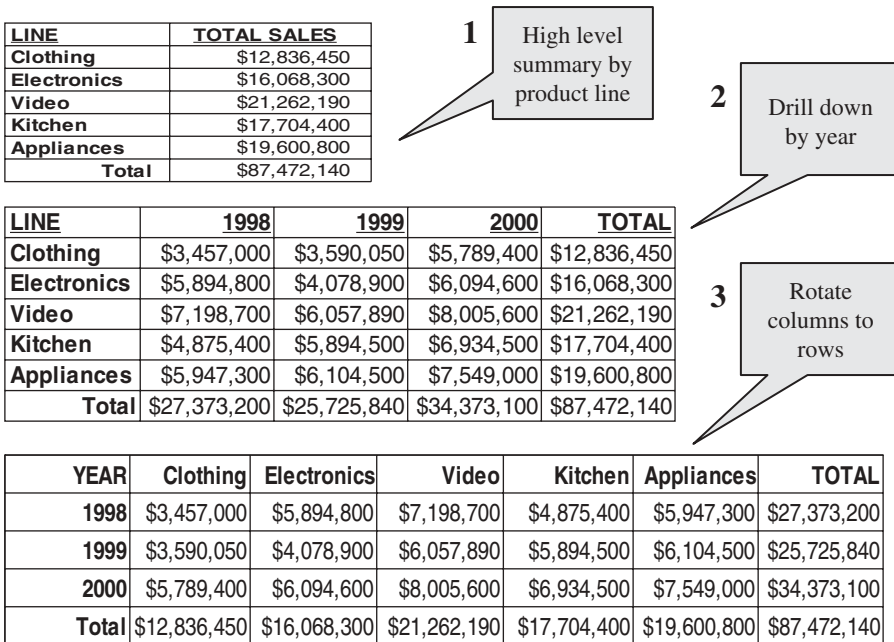 LINE TOTAL SALES
Clothing $12,836,450
Electronics $16,068,300
Video $21,262,190
Kitchen $17,704,400
Appliances $19,600,800
Total $87,472,140
1
High level
summary by
product line
2
Drill down
by year
LINE 1998 1999 2000 TOTAL
Clothing $3,457,000 $3,590,050 $5,789,400 $12,836,450
Electronics $5,894,800 $4,078,900 $6,094,600 $16,068,300
Video $7,198,700 $6,057,890 $8,005,600 $21,262,190
Kitchen $4,875,400 $5,894,500 $6,934,500 $17,704,400
Appliances $5,947,300 $6,104,500 $7,549,000 $19,600,800
Total $27,373,200 $25,725,840 $34,373,100 $87,472,140
3
Rotate
columns to
rows
YEAR Clothing Electronics Video Kitchen Appliances TOTAL
1998 $3,457,000 $5,894,800 $7,198,700 $4,875,400 $5,947,300 $27,373,200
1999 $3,590,050 $4,078,900 $6,057,890 $5,894,500 $6,104,500 $25,725,840
2000 $5,789,400 $6,094,600 $8,005,600 $6,934,500 $7,549,000 $34,373,100
Total $12,836,450 $16,068,300 $21,262,190 $17,704,400 $19,600,800 $87,472,140